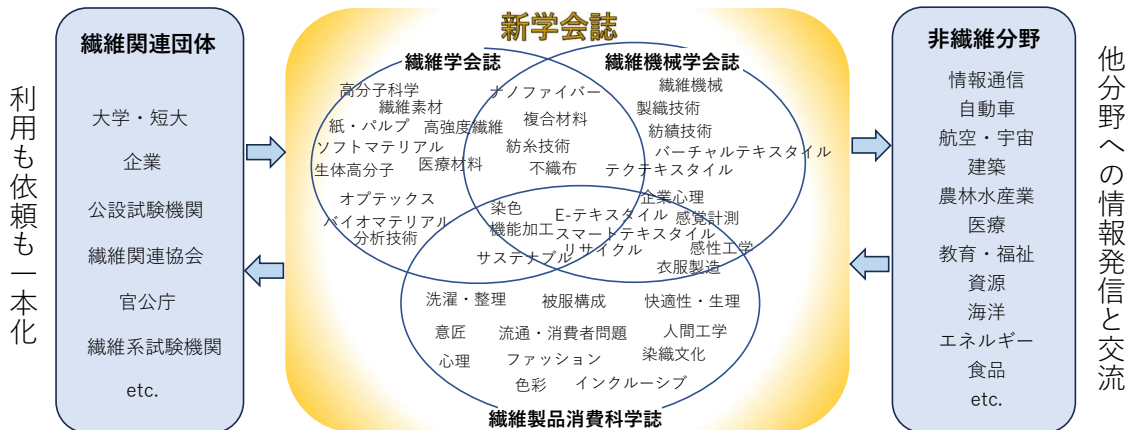 利用も依頼も一本化
繊維関連団体
大学・短大
企業
公設試験機関
繊維関連協会
官公庁
繊維系試験機関
etc.
新学会誌
繊維学会誌
高分子科学
繊維素材
紙・パルプ
高強度繊維
ソフトマテリアル
生体高分子
医療材料
オプテックス
バイオマテリアル
分析技術
ナノファイバー
複合材料
紡糸技術
不織布
繊維機械学会誌
繊維機械
製織技術
紡績技術
バーチャルテキスタイル
テクテキスタイル
企業心理
染色
E-テキスタイル
感覚計測
機能加工
スマートテキスタイル
サステナブル
リサイクル
感性工学
衣服製造
洗濯・整理
被服構成
快適性・生理
意匠
流通・消費者問題
人間工学
心理
ファッション
染織文化
色彩
インクルーシブ
繊維製品消費科学誌
非繊維分野
情報通信
自動車
航空・宇宙
建築
農林水産業
医療
教育・福祉
資源
海洋
エネルギー
食品
etc.
他分野への情報発信と交流